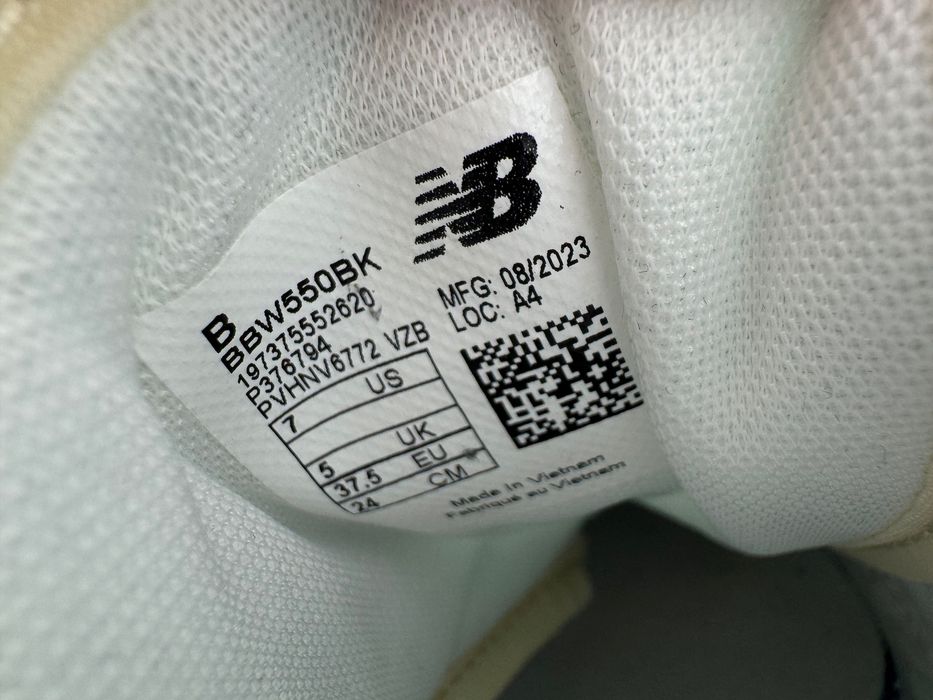 NB
B
BBW550BK
197375552620
P376794
PVHNV6772 VZB
MFG: 08/2023
LOC: A4
7 US
5 UK
37.5 EU
24 CM
Made in Vietnam
Fabriqué au Vietnam